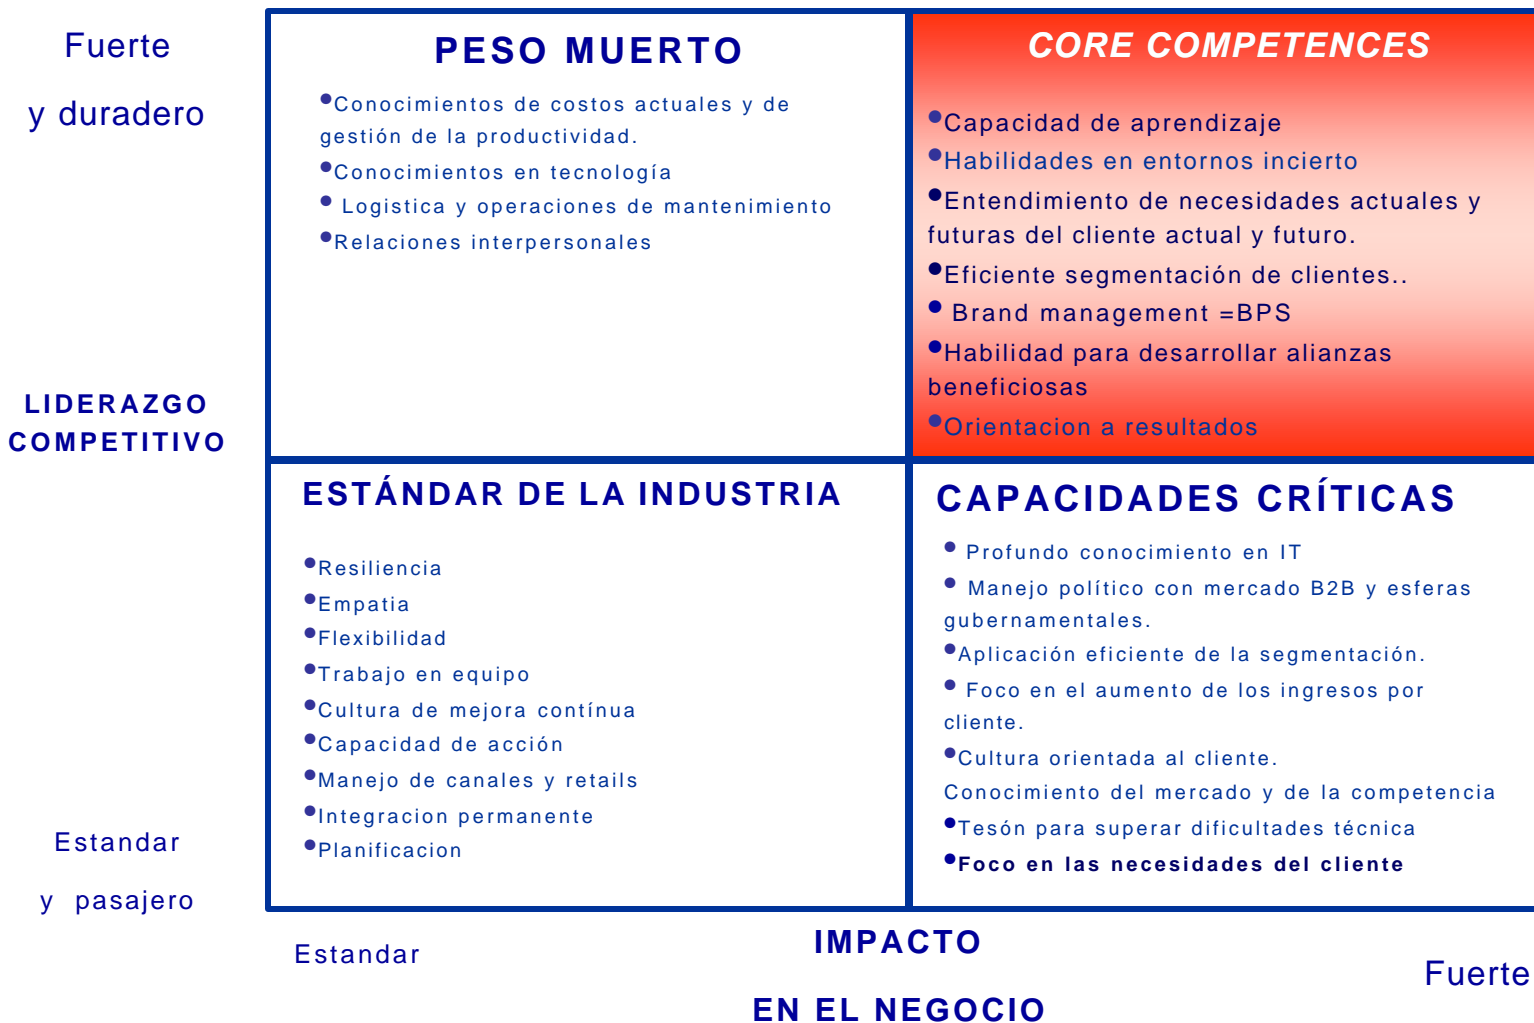 Fuerte
y duradero
LIDERAZGO
COMPETITIVO
Estandar
y pasajero
PESO MUERTO
•Conocimientos de costos actuales y de
gestión de la productividad.
•Conocimientos en tecnología
• Logistica y operaciones de mantenimiento
•Relaciones interpersonales
CORE COMPETENCES
•Capacidad de aprendizaje
•Habilidades en entornos incierto
•Entendimiento de necesidades actuales y
futuras del cliente actual y futuro.
•Eficiente segmentación de clientes..
• Brand management =BPS
•Habilidad para desarrollar alianzas
beneficiosas
•Orientacion a resultados
ESTÁNDAR DE LA INDUSTRIA
•Resiliencia
•Empatia
•Flexibilidad
•Trabajo en equipo
•Cultura de mejora contínua
•Capacidad de acción
•Manejo de canales y retails
•Integracion permanente
•Planificacion
CAPACIDADES CRÍTICAS
• Profundo conocimiento en IT
• Manejo político con mercado B2B y esferas
gubernamentales.
•Aplicación eficiente de la segmentación.
• Foco en el aumento de los ingresos por
cliente.
•Cultura orientada al cliente.
Conocimiento del mercado y de la competencia
•Tesón para superar dificultades técnica
•Foco en las necesidades del cliente
Estandar
IMPACTO
EN EL NEGOCIO
Fuerte